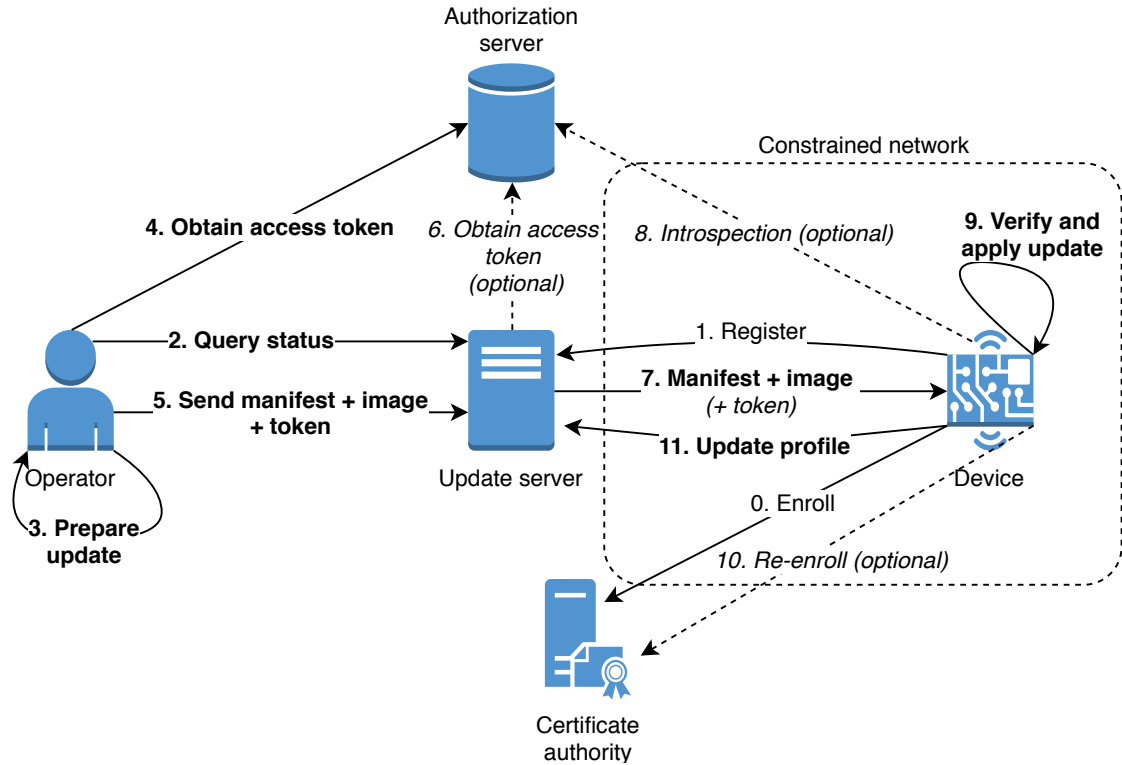 Authorization
server
Constrained network
4. Obtain access token
6. Obtain access
token
(optional)
8. Introspection (optional)
9. Verify and
apply update
2. Query status
1. Register
5. Send manifest + image
+ token
7. Manifest + image
(+ token)
11. Update profile
Operator
Update server
Device
3. Prepare
update
0. Enroll
10. Re-enroll (optional)
Certificate
authority